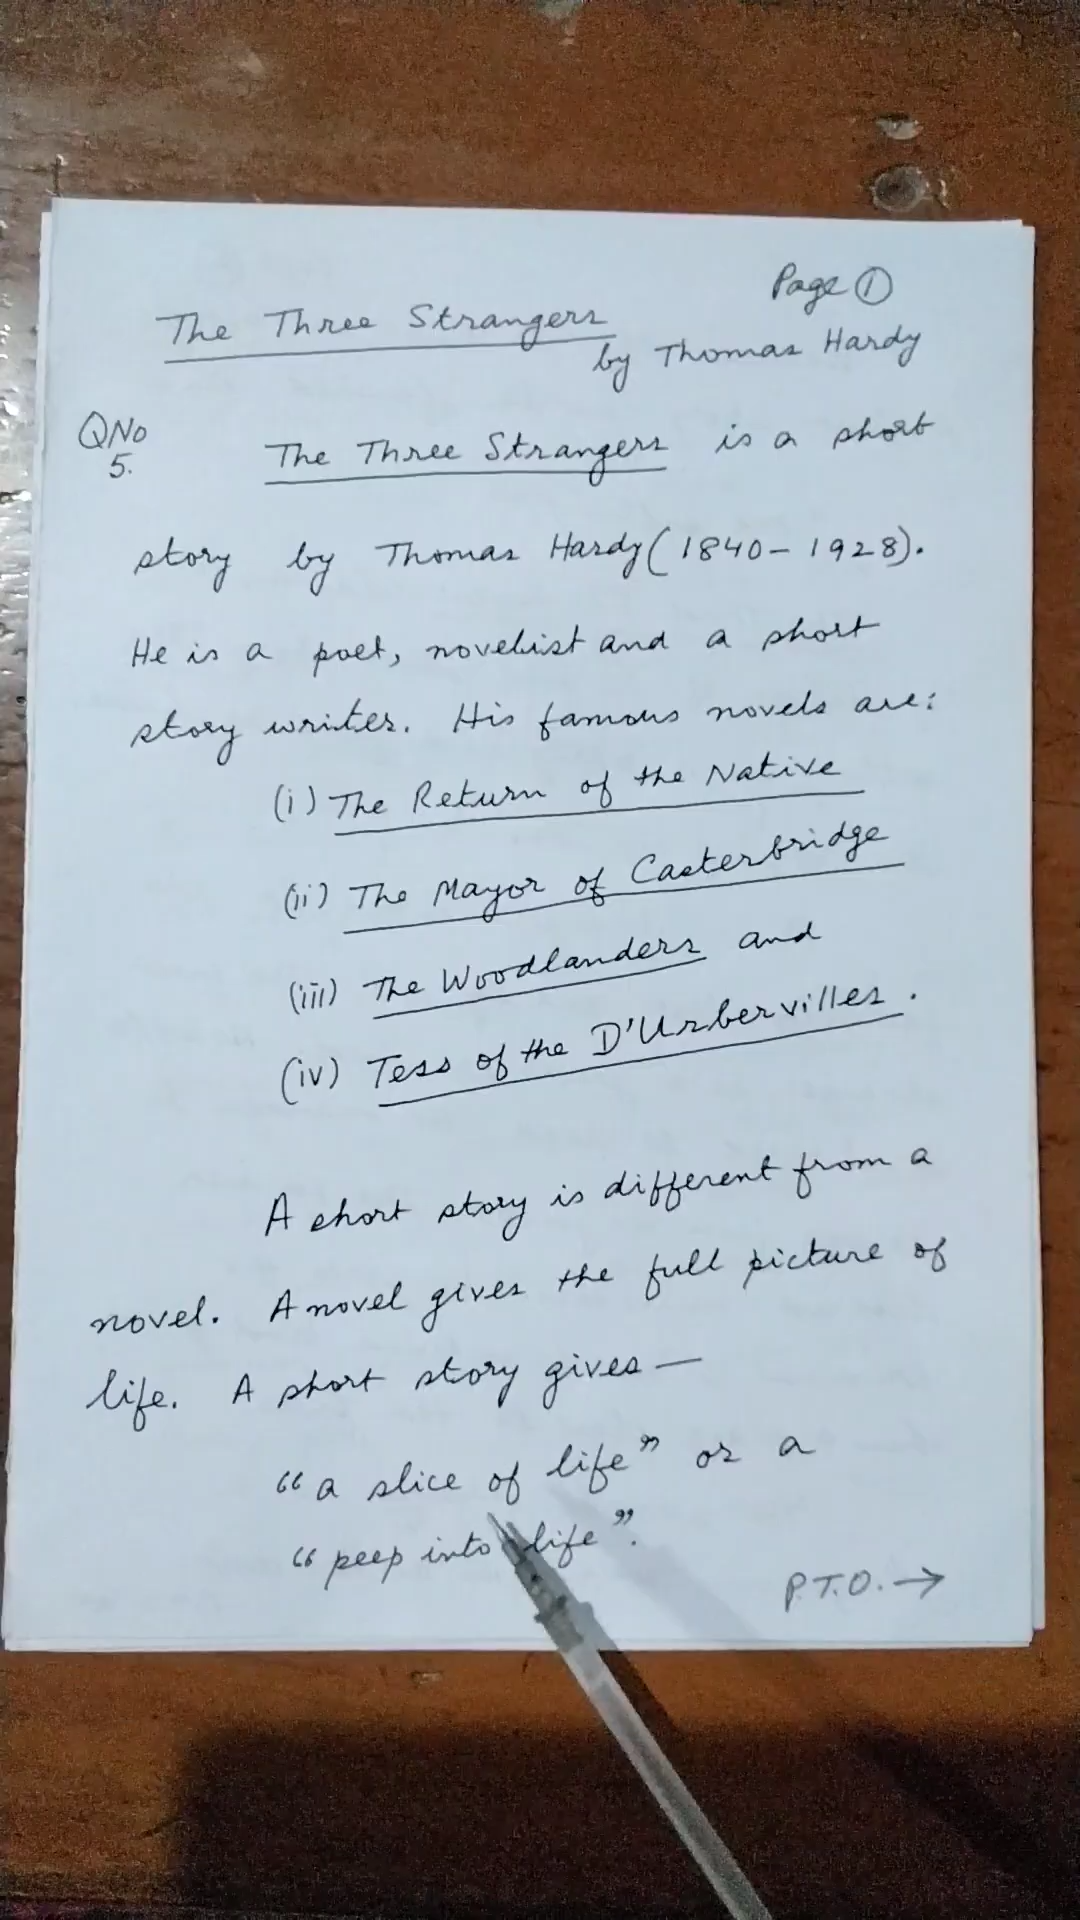 Page ①
The Three Strangers
by Thomas Hardy
QNo
5.
The Three Strangers is a short
story by Thomas Hardy (1840-1928).
He is a poet, novelist and a short
story writer. His famous novels are:
(i) The Return of the Native
(ii) The Mayor of Casterbridge
(iii) The Woodlanders and
(iv) Tess of the D'Urbervilles.
A short story is different from a
novel. A novel gives the full picture of
life. A short story gives —
"a slice of life" or a
"peep into life".
P.T.O. →